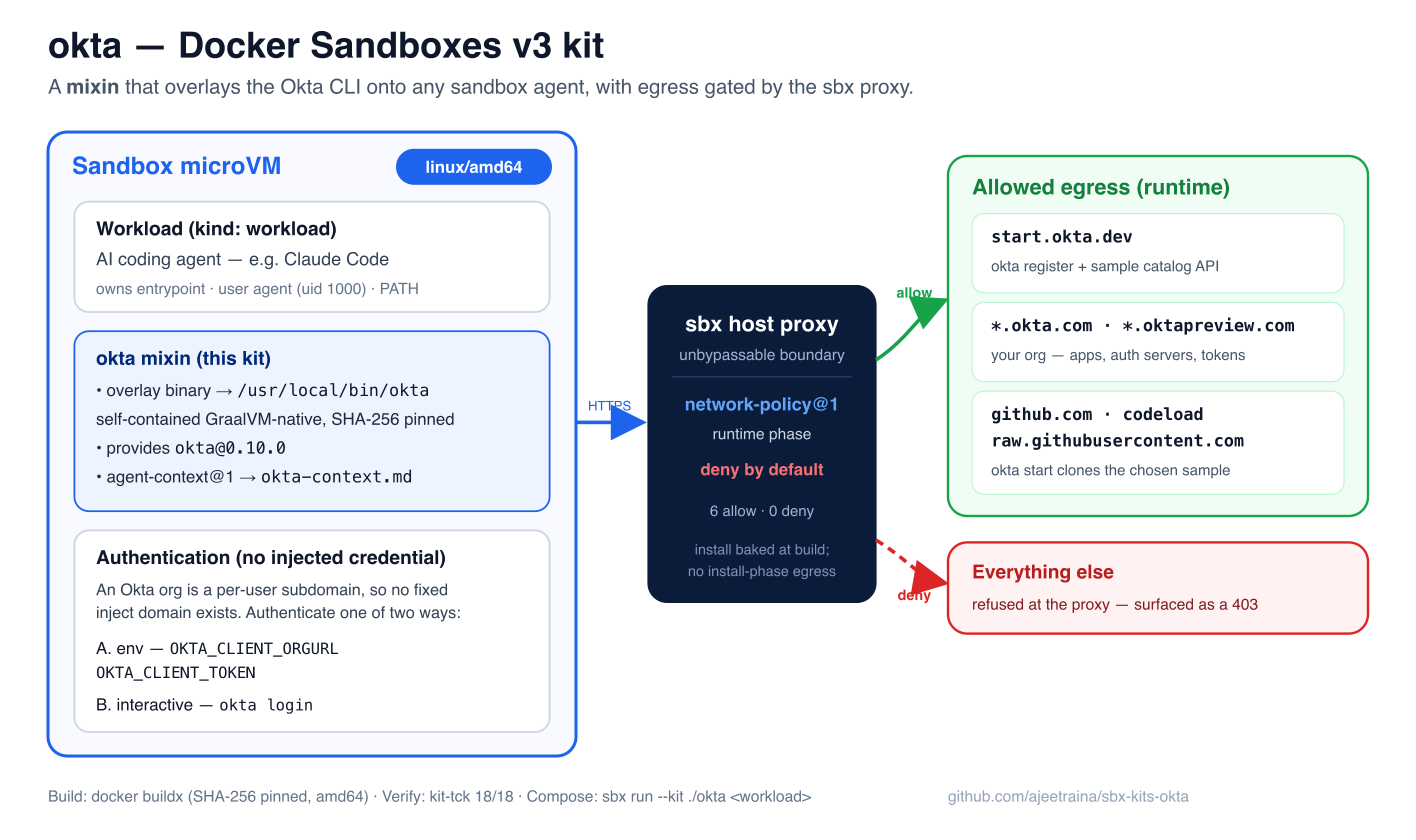 okta — Docker Sandboxes v3 kit
A mixin that overlays the Okta CLI onto any sandbox agent, with egress gated by the sbx proxy.
Sandbox microVM
linux/amd64
Workload (kind: workload)
AI coding agent — e.g. Claude Code
owns entrypoint · user agent (uid 1000) · PATH
okta mixin (this kit)
• overlay binary → /usr/local/bin/okta
self-contained GraalVM-native, SHA-256 pinned
• provides okta@0.10.0
• agent-context@1 → okta-context.md
Authentication (no injected credential)
An Okta org is a per-user subdomain, so no fixed
inject domain exists. Authenticate one of two ways:
A. env — OKTA_CLIENT_ORGURL
OKTA_CLIENT_TOKEN
B. interactive — okta login
HTTPS
sbx host proxy
unbypassable boundary
network-policy@1
runtime phase
deny by default
6 allow · 0 deny
install baked at build;
no install-phase egress
allow
deny
Allowed egress (runtime)
start.okta.dev
okta register + sample catalog API
*.okta.com · *.oktapreview.com
your org — apps, auth servers, tokens
github.com · codeload
raw.githubusercontent.com
okta start clones the chosen sample
Everything else
refused at the proxy — surfaced as a 403
Build: docker buildx (SHA-256 pinned, amd64) · Verify: kit-tck 18/18 · Compose: sbx run --kit ./okta <workload>
github.com/ajeetraina/sbx-kits-okta